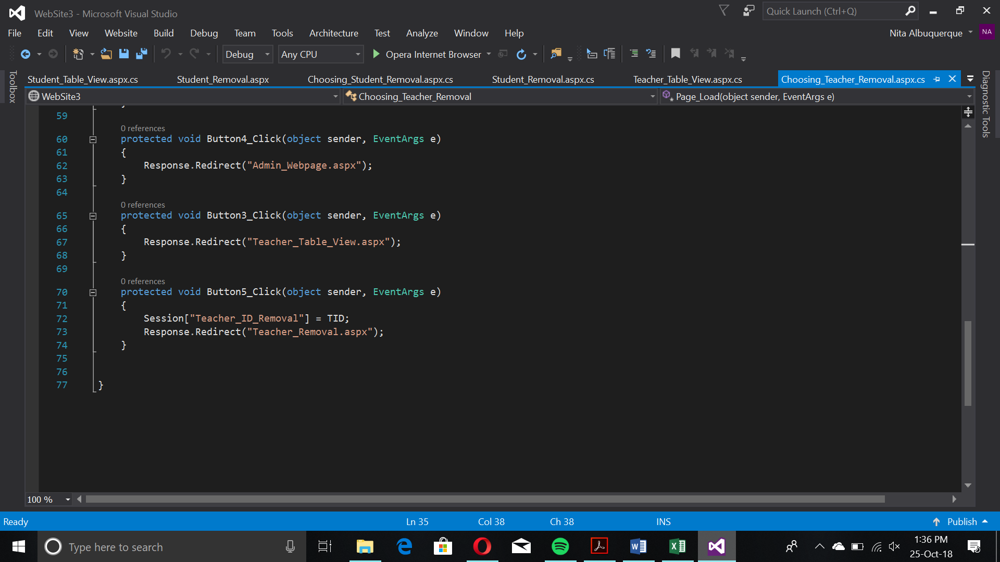 WebSite3 - Microsoft Visual Studio
Quick Launch (Ctrl+Q)
File Edit View Website Build Debug Team Tools Architecture Test Analyze Window Help
Nita Albuquerque NA
Debug Any CPU Opera Internet Browser
Toolbox
Student_Table_View.aspx.cs Student_Removal.aspx Choosing_Student_Removal.aspx.cs Student_Removal.aspx.cs Teacher_Table_View.aspx.cs Choosing_Teacher_Removal.aspx.cs
Diagnostic Tools
WebSite3 Choosing_Teacher_Removal Page_Load(object sender, EventArgs e)
}
59
0 references
60 protected void Button4_Click(object sender, EventArgs e)
61 {
62 Response.Redirect("Admin_Webpage.aspx");
63 }
64
0 references
65 protected void Button3_Click(object sender, EventArgs e)
66 {
67 Response.Redirect("Teacher_Table_View.aspx");
68 }
69
0 references
70 protected void Button5_Click(object sender, EventArgs e)
71 {
72 Session["Teacher_ID_Removal"] = TID;
73 Response.Redirect("Teacher_Removal.aspx");
74 }
75
76
77 }
100 %
Ready Ln 35 Col 38 Ch 38 INS Publish
Type here to search
1:36 PM
25-Oct-18